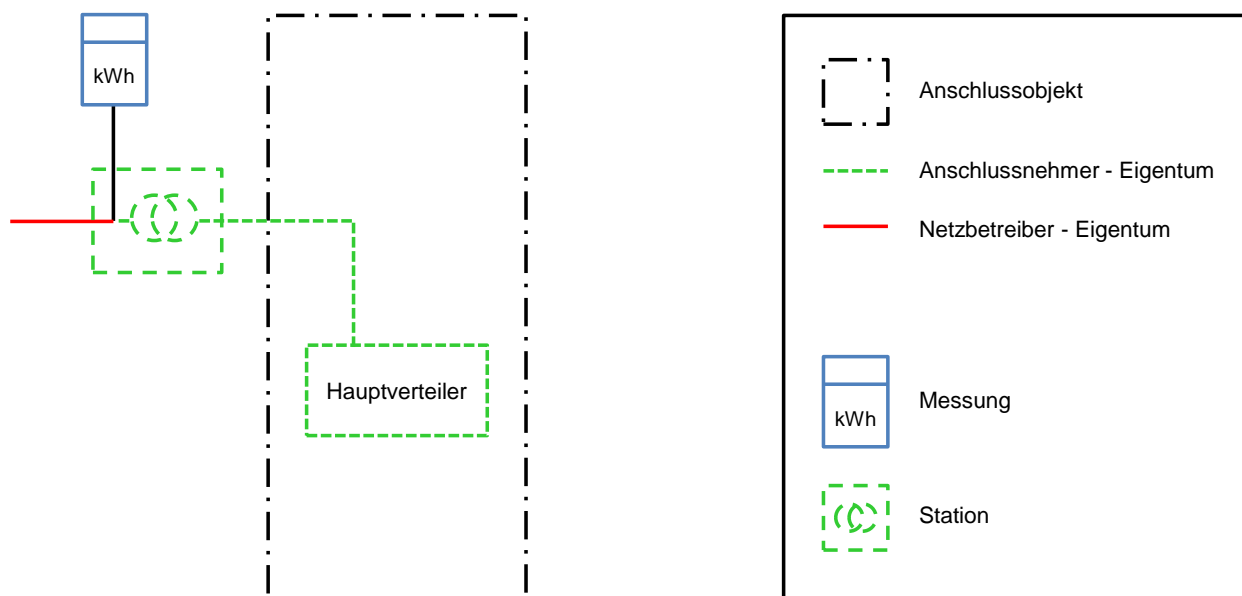 kWh
Hauptverteiler
Anschlussobjekt
Anschlussnehmer - Eigentum
Netzbetreiber - Eigentum
kWh
Messung
Station